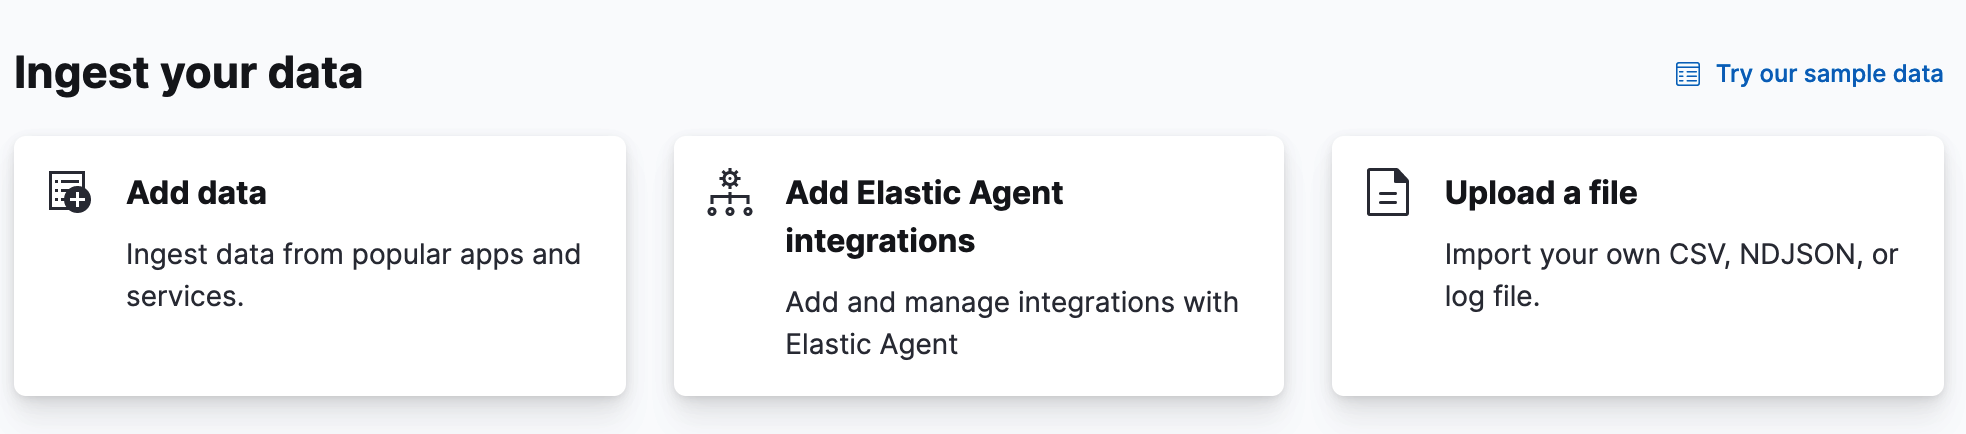 Ingest your data
Try our sample data
Add data
Ingest data from popular apps and
services.
Add Elastic Agent
integrations
Add and manage integrations with
Elastic Agent
Upload a file
Import your own CSV, NDJSON, or
log file.